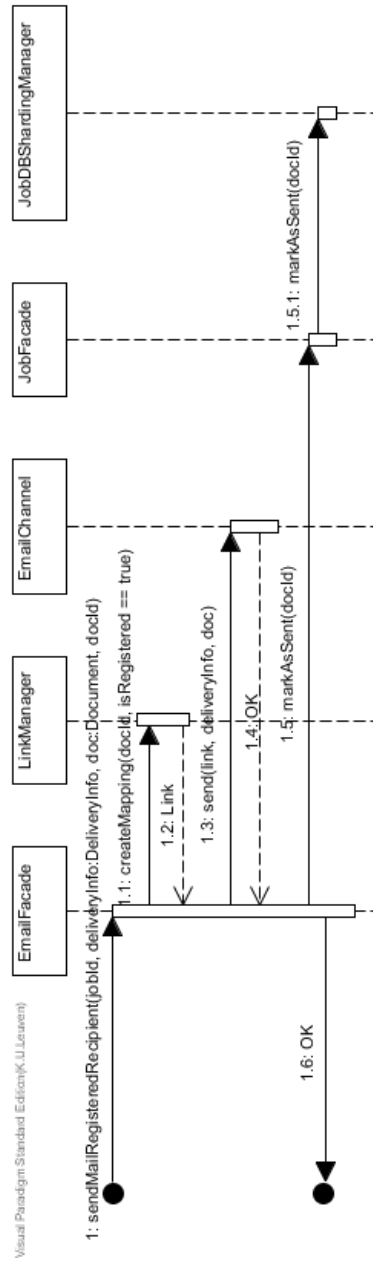 Visual Paradigm Standard Edition(K.U.Leuven)
EmailFacade
LinkManager
EmailChannel
JobFacade
JobDBShardingManager
1: sendMailRegisteredRecipient(jobId, deliveryInfo:DeliveryInfo, doc:Document, docId)
1.1: createMapping(docId, isRegistered == true)
1.2: Link
1.3: send(link, deliveryInfo, doc)
1.4: OK
1.5: markAsSent(docId)
1.5.1: markAsSent(docId)
1.6: OK